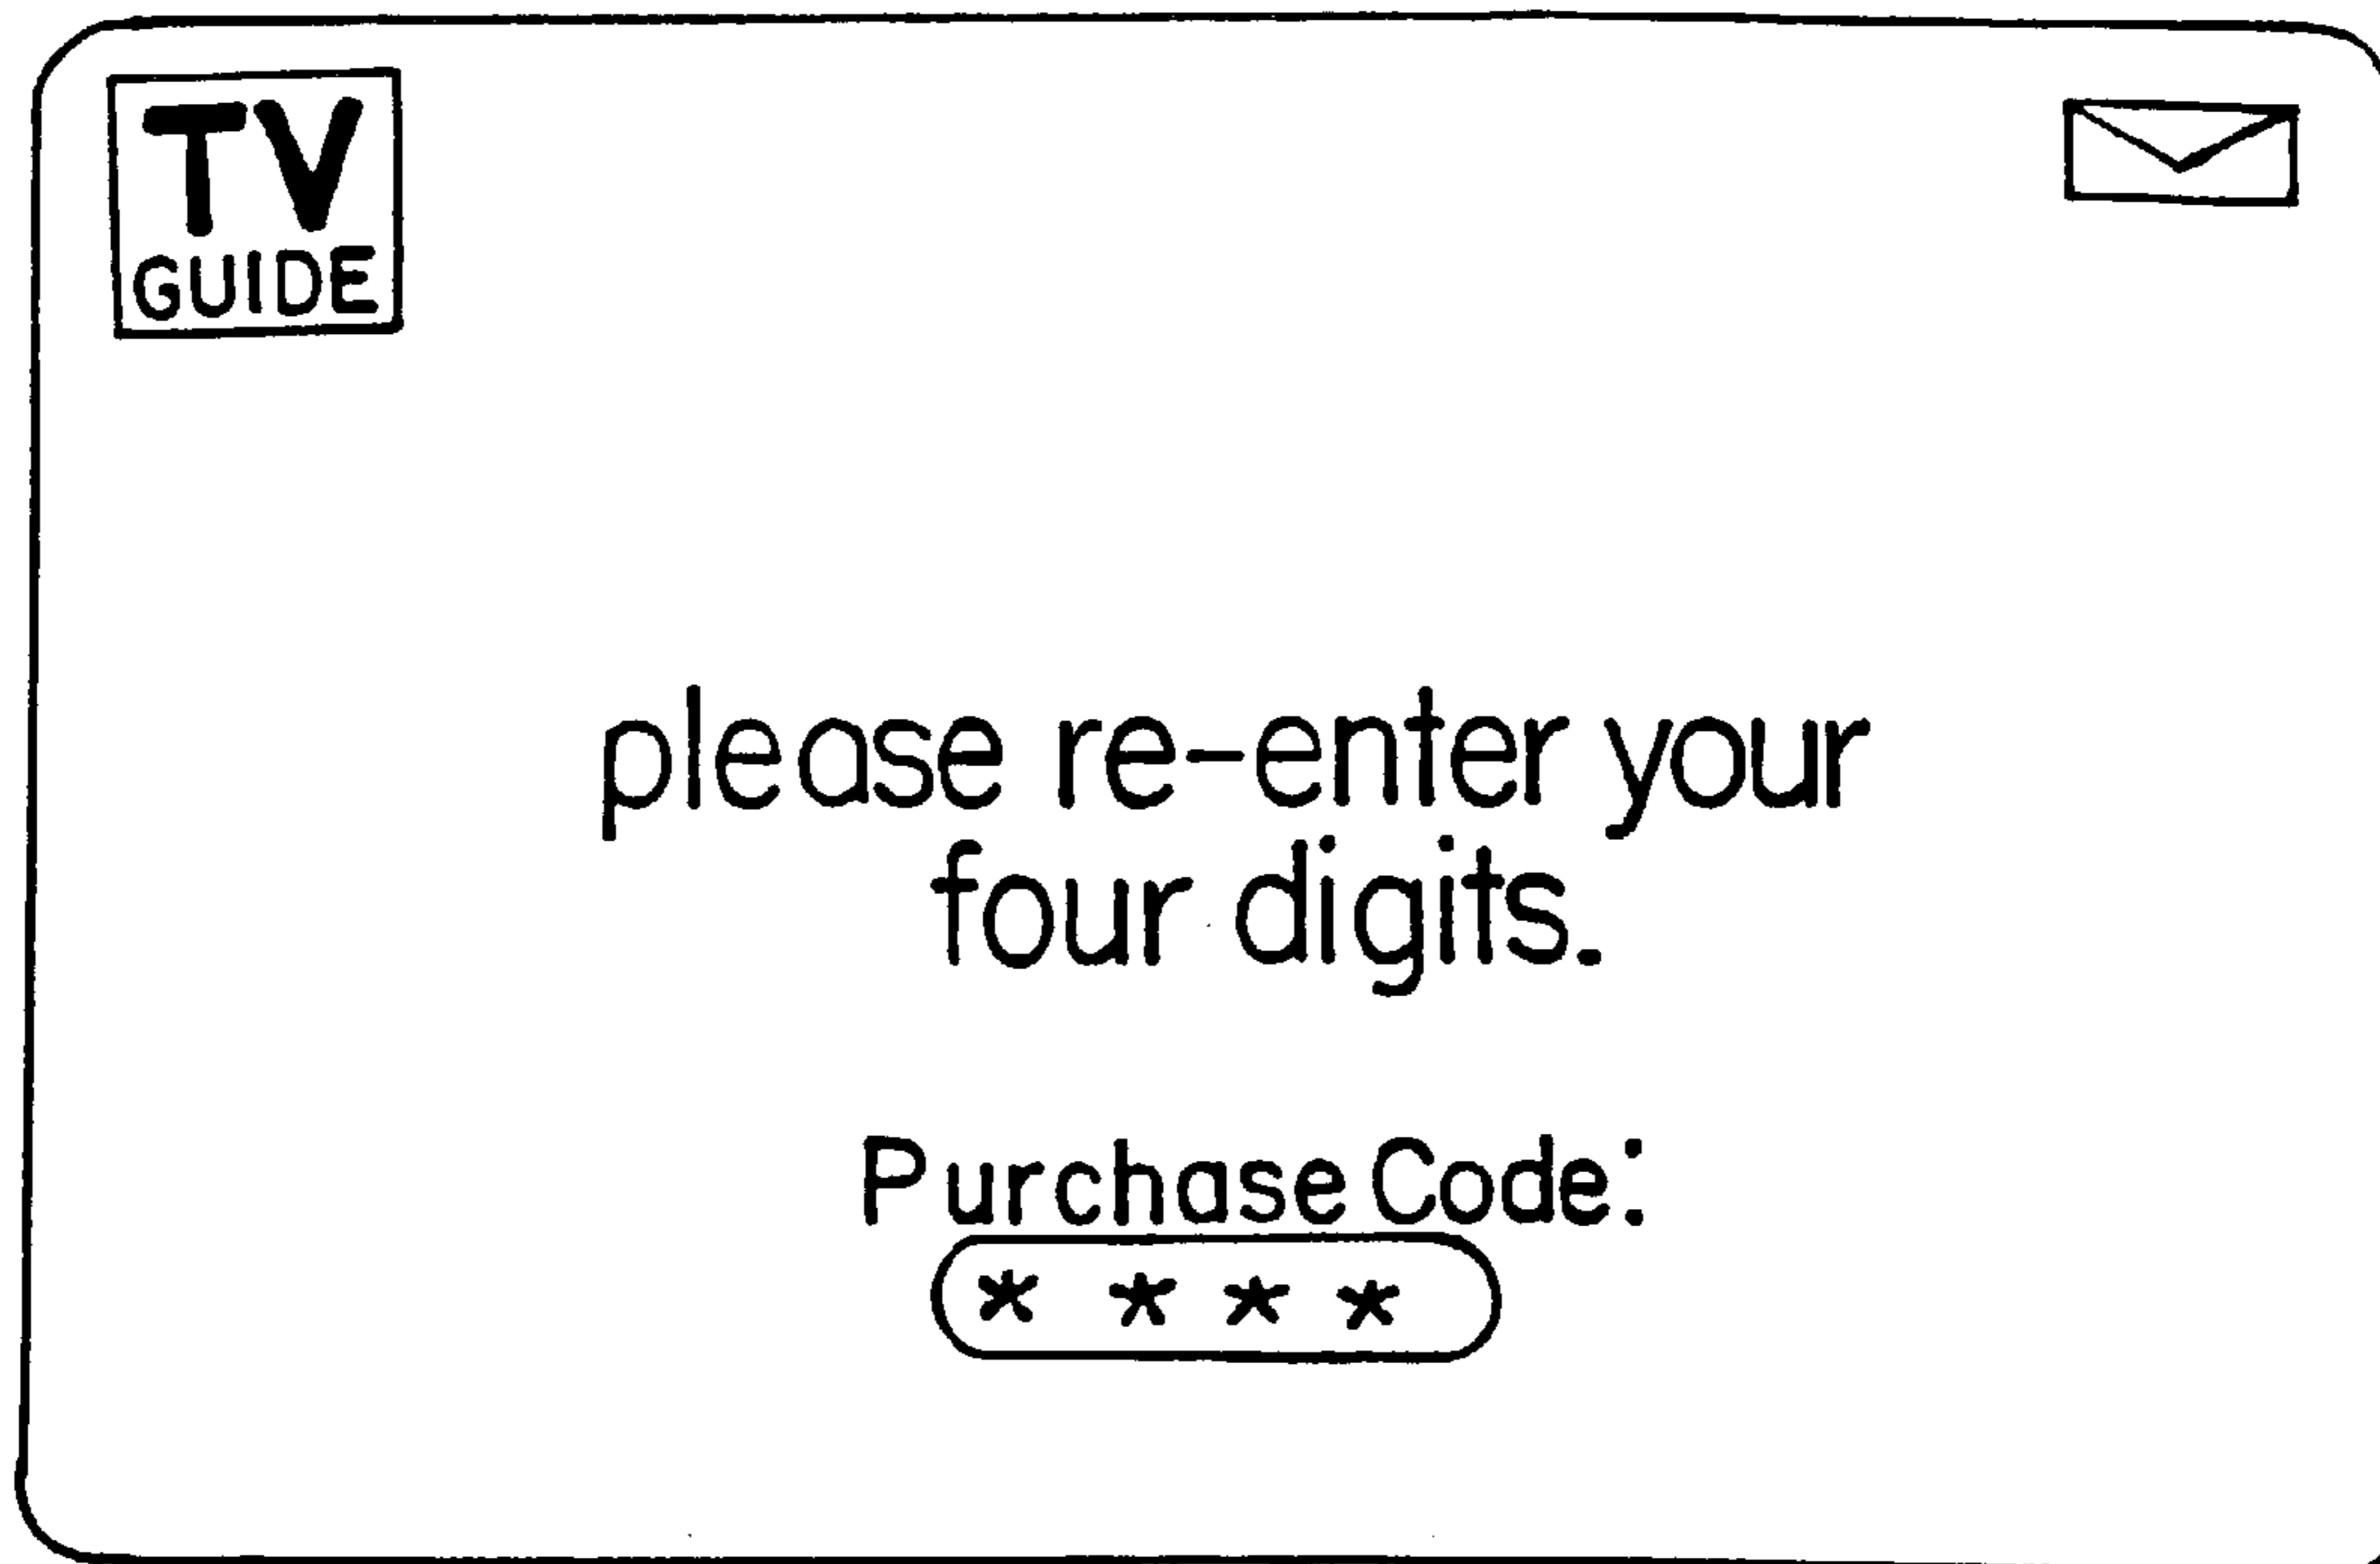 TV
GUIDE
please re-enter your
four digits.
Purchase Code:
* * * *